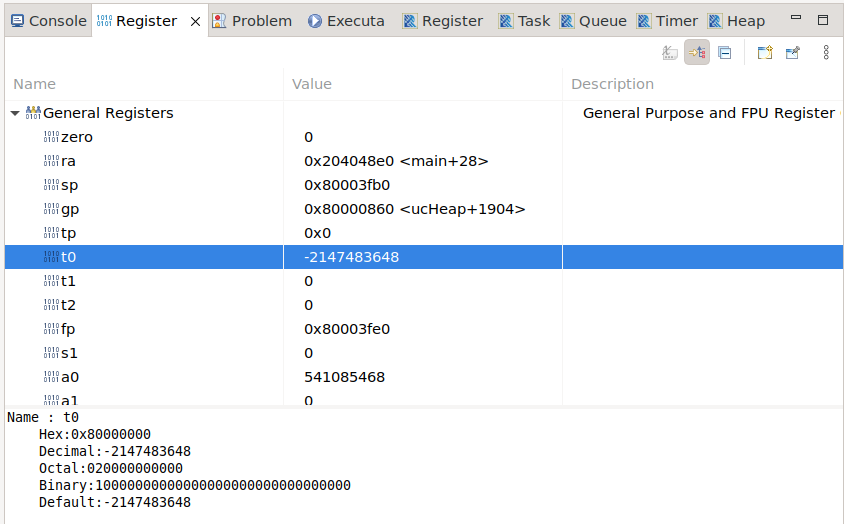 Console Register Problem Executa Register Task Queue Timer Heap
Name Value Description
General Registers General Purpose and FPU Register
zero 0
ra 0x204048e0 <main+28>
sp 0x80003fb0
gp 0x80000860 <ucHeap+1904>
tp 0x0
t0 -2147483648
t1 0
t2 0
fp 0x80003fe0
s1 0
a0 541085468
a1 0
Name : t0
Hex:0x80000000
Decimal:-2147483648
Octal:020000000000
Binary:10000000000000000000000000000000
Default:-2147483648